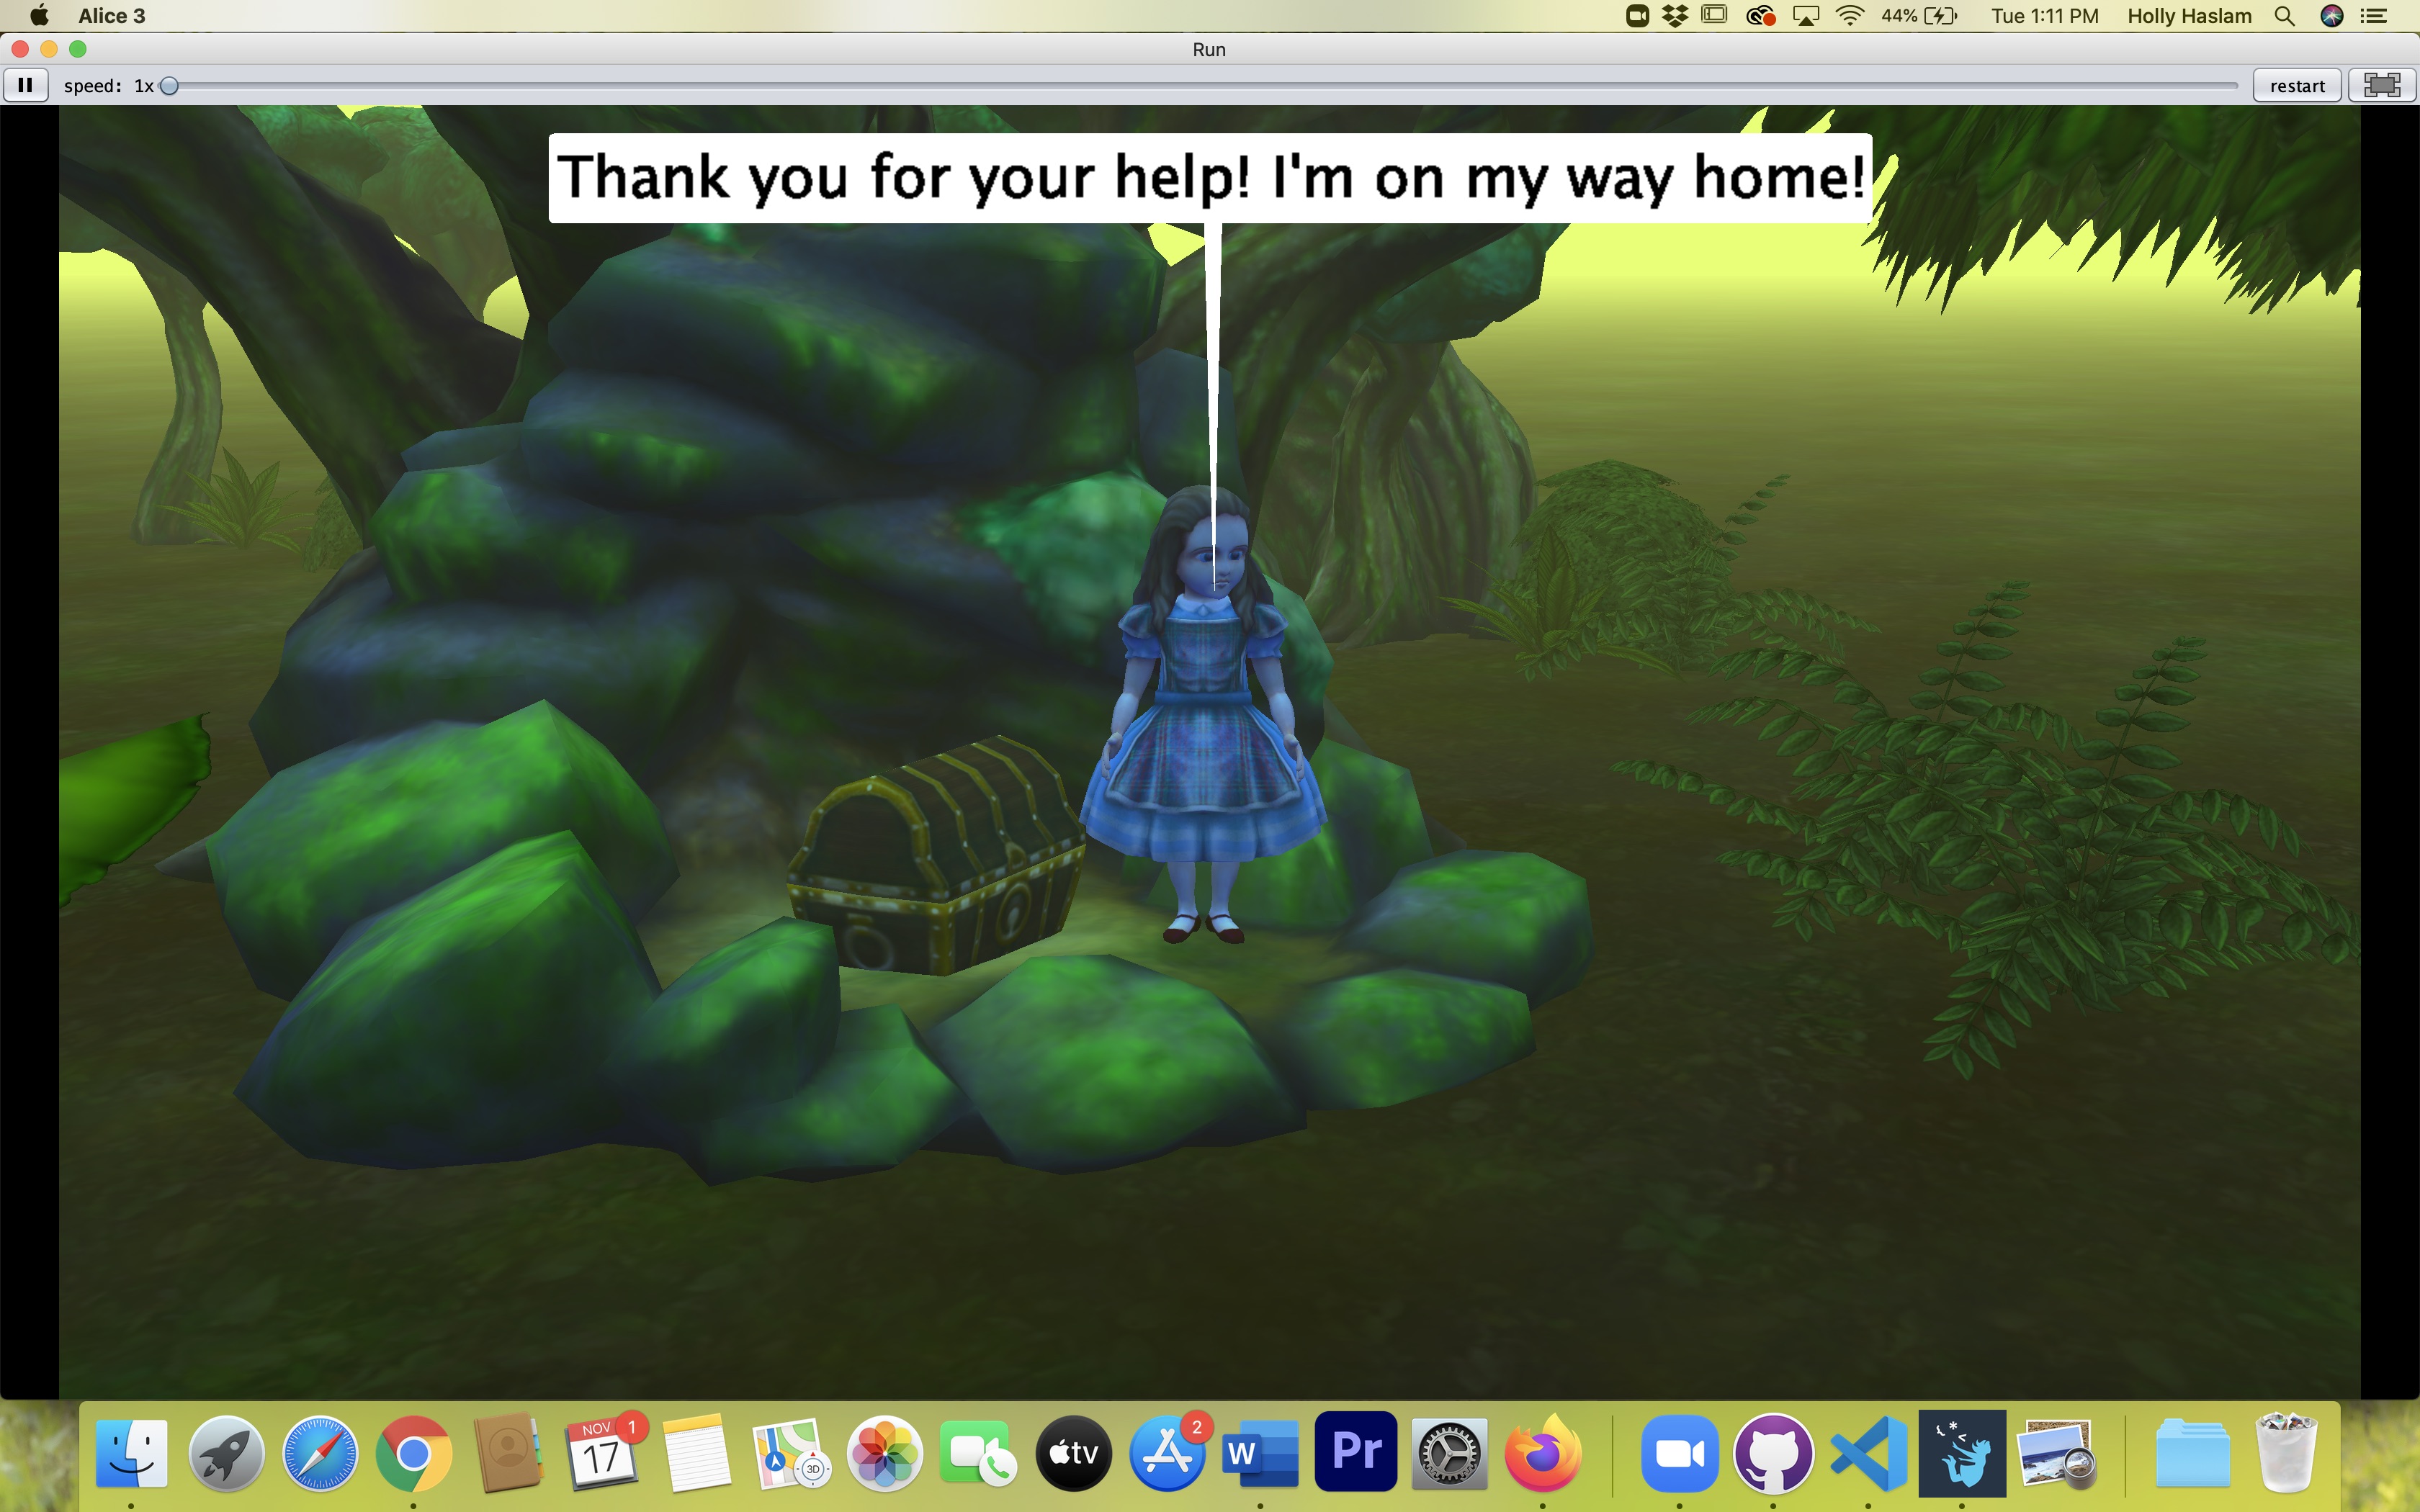 Alice 3
44%
Tue 1:11 PM
Holly Haslam
Run
speed: 1x
restart
Thank you for your help! I'm on my way home!
NOV
17
1
3D
tv
2
W
Pr